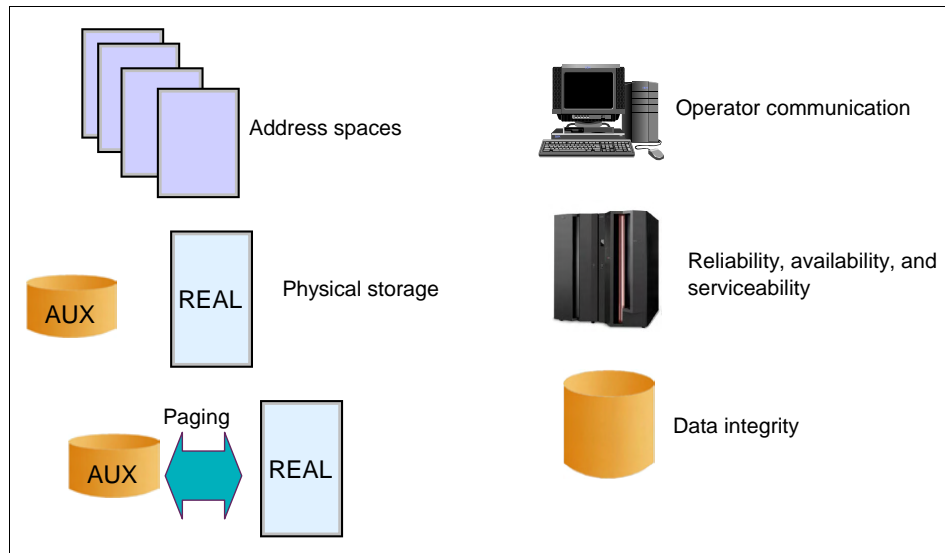 Address spaces
AUX
REAL
Physical storage
Paging
AUX
REAL
Operator communication
Reliability, availability, and
serviceability
Data integrity